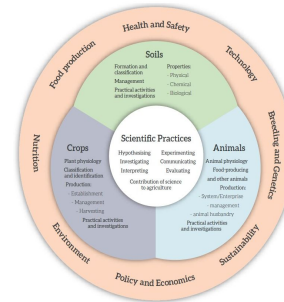 Health and Safety
Technology
Breeding and Genetics
Sustainability
Policy and Economics
Environment
Nutrition
Food production
Soils
Formation and
classification
Management
Practical activities
and investigations
Properties:
- Physical
- Chemical
- Biological
Scientific Practices
Hypothesising
Experimenting
Investigating
Communicating
Interpreting
Evaluating
Contribution of science
to agriculture
Crops
Plant physiology
Classification
and identification
Production:
- Establishment
- Management
- Harvesting
Practical activities
and investigations
Animals
Animal physiology
Food-producing
and other animals
Production:
- System/Enterprise
- management
- animal husbandry
Practical activities
and investigations